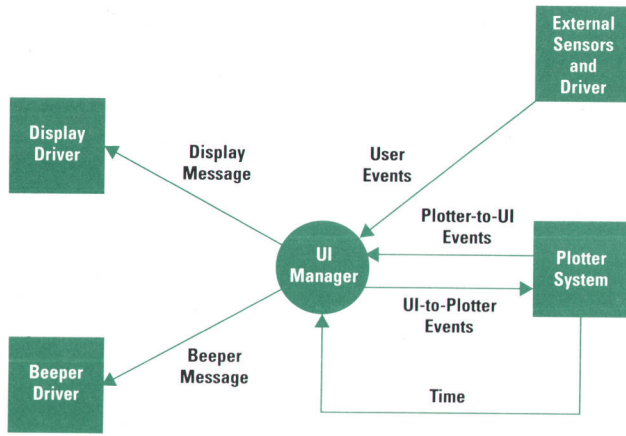 External
Sensors
and
Driver
Display
Driver
Display
Message
User
Events
Plotter-to-UI
Events
UI
Manager
Plotter
System
UI-to-Plotter
Events
Beeper
Message
Beeper
Driver
Time